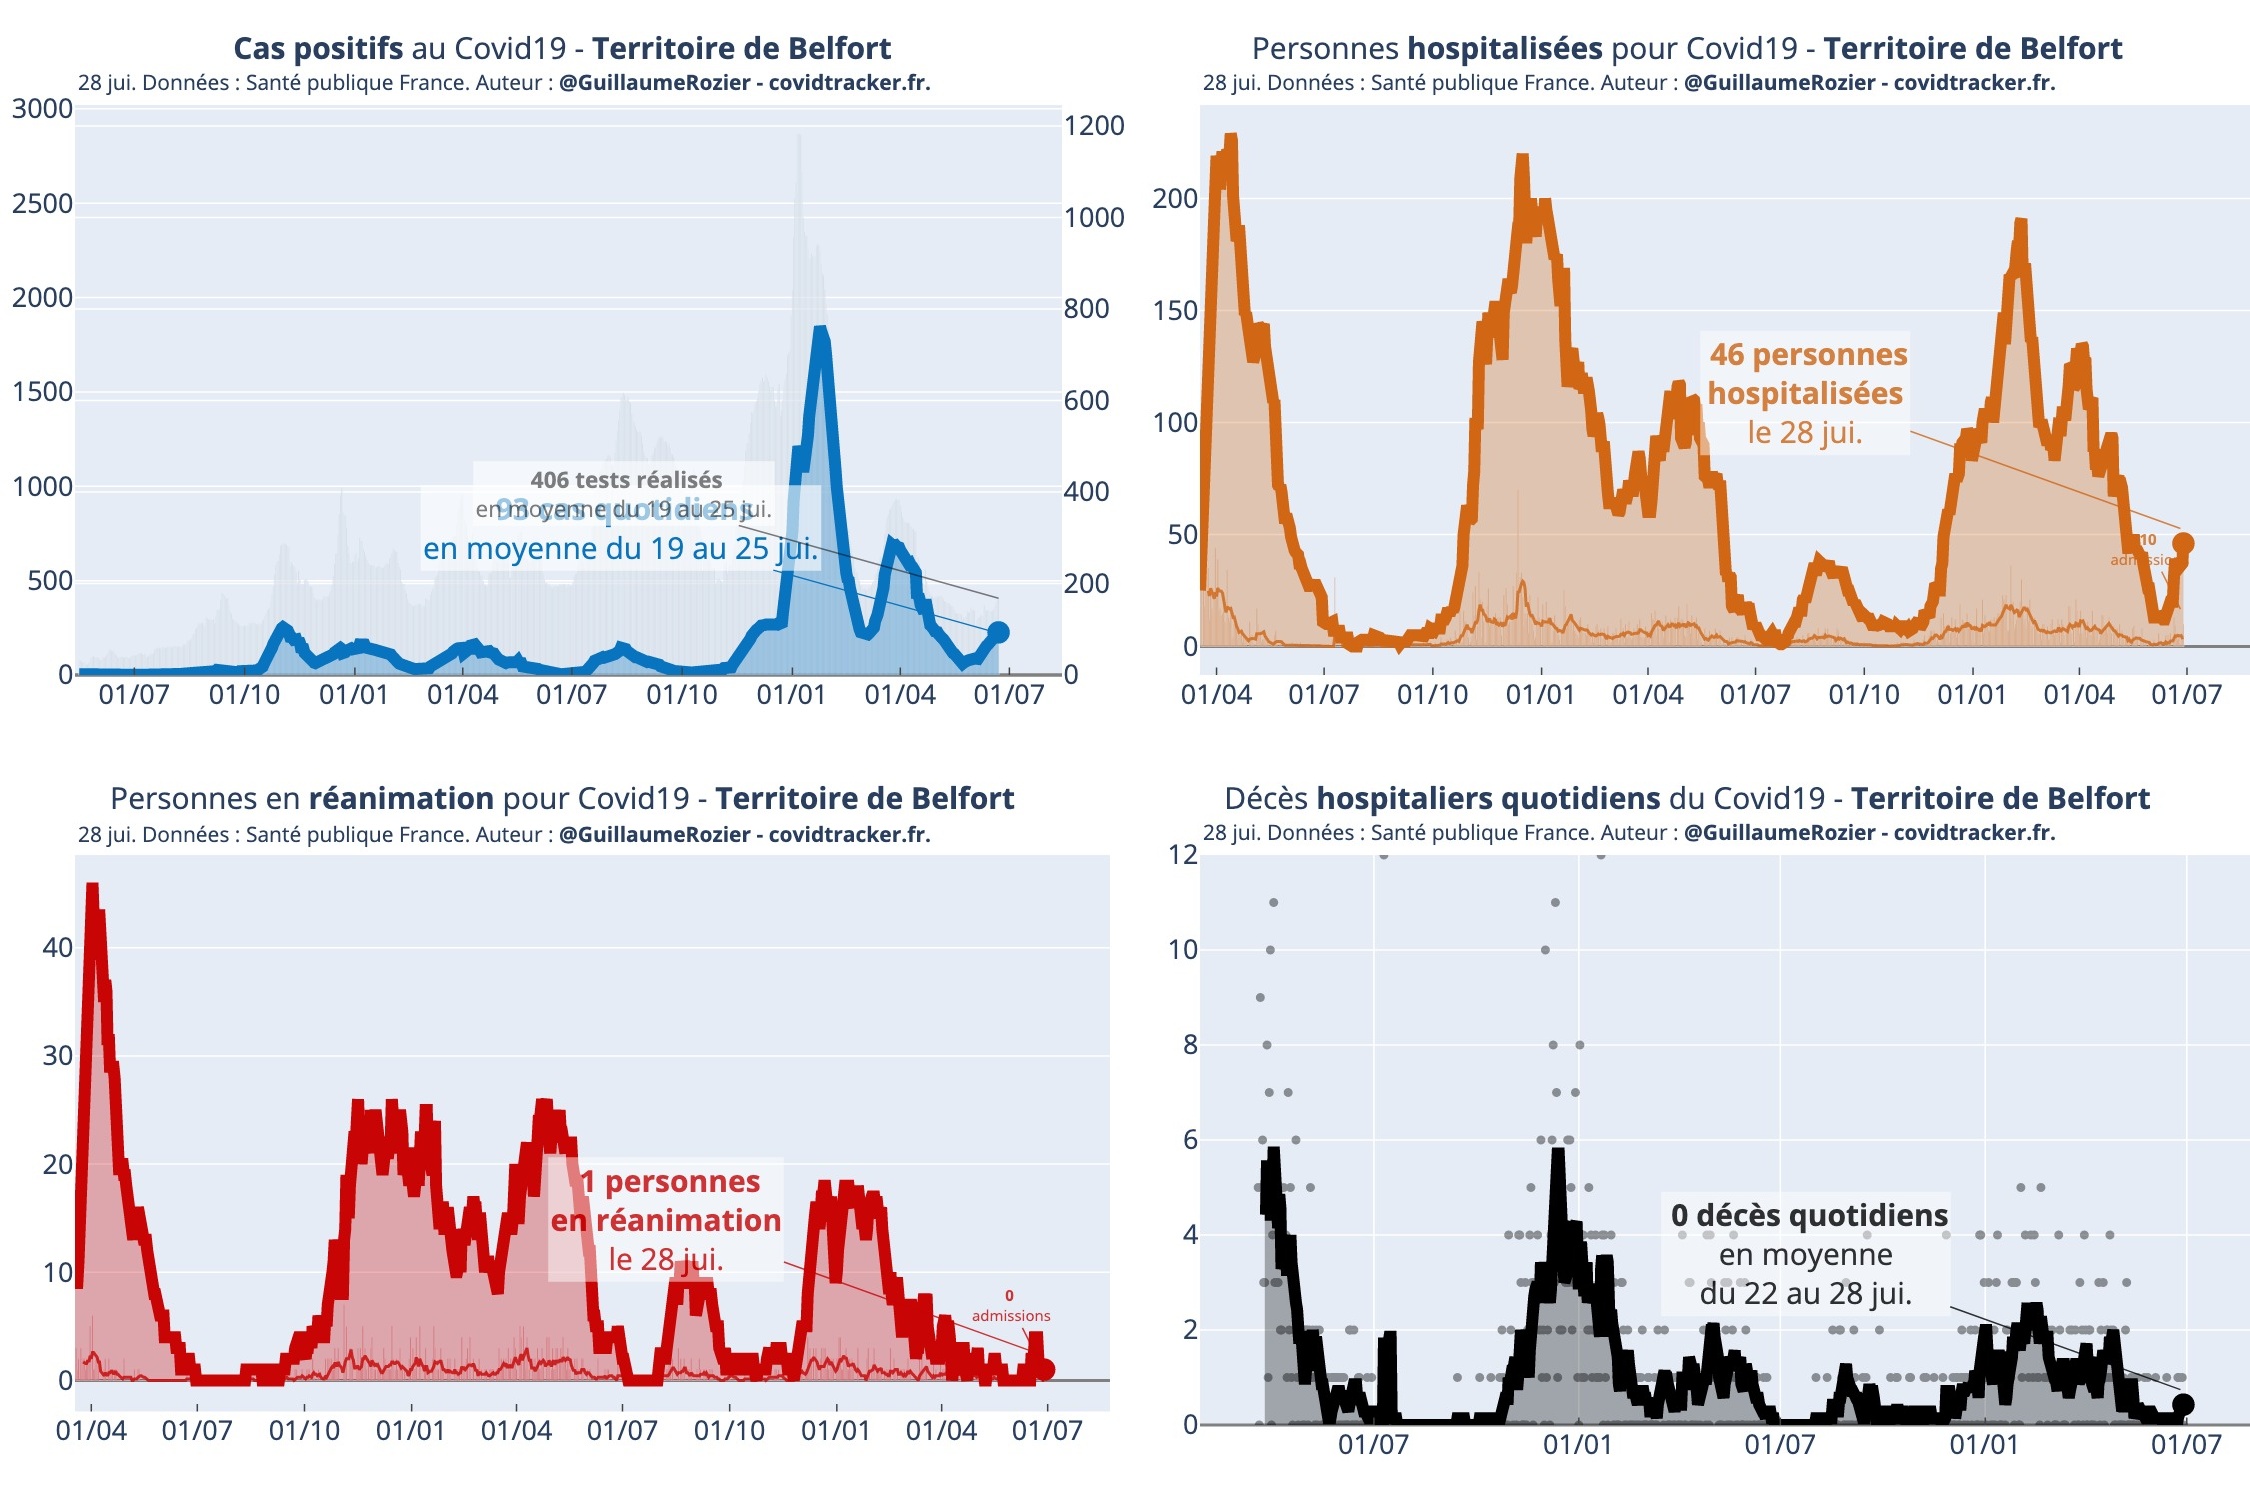 Cas positifs au Covid19 - Territoire de Belfort
28 jui. Données : Santé publique France. Auteur : @GuillaumeRozier - covidtracker.fr.
3000
2500
2000
1500
1000
500
0
1200
1000
800
600
400
200
0
406 tests réalisés
en moyenne du 19 au 25 jui.
93 cas quotidiens
en moyenne du 19 au 25 jui.
01/07 01/10 01/01 01/04 01/07 01/10 01/01 01/04 01/07
Personnes hospitalisées pour Covid19 - Territoire de Belfort
28 jui. Données : Santé publique France. Auteur : @GuillaumeRozier - covidtracker.fr.
200
150
100
50
0
46 personnes
hospitalisées
le 28 jui.
10
01/04 01/07 01/10 01/01 01/04 01/07 01/10 01/01 01/04 01/07
Personnes en réanimation pour Covid19 - Territoire de Belfort
28 jui. Données : Santé publique France. Auteur : @GuillaumeRozier - covidtracker.fr.
40
30
20
10
0
1 personnes
en réanimation
le 28 jui.
0
admissions
01/04 01/07 01/10 01/01 01/04 01/07 01/10 01/01 01/04 01/07
Décès hospitaliers quotidiens du Covid19 - Territoire de Belfort
28 jui. Données : Santé publique France. Auteur : @GuillaumeRozier - covidtracker.fr.
12
10
8
6
4
2
0
0 décès quotidiens
en moyenne
du 22 au 28 jui.
01/07 01/01 01/07 01/01 01/07